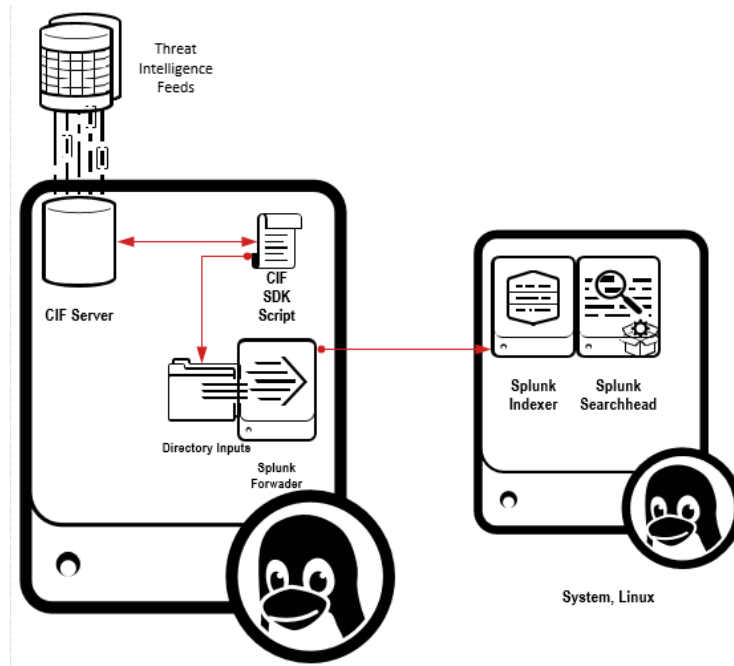 Threat
Intelligence
Feeds
CIF Server
CIF
SDK
Script
Directory Inputs
Splunk
Forwader
Splunk
Indexer
Splunk
Searchhead
System, Linux